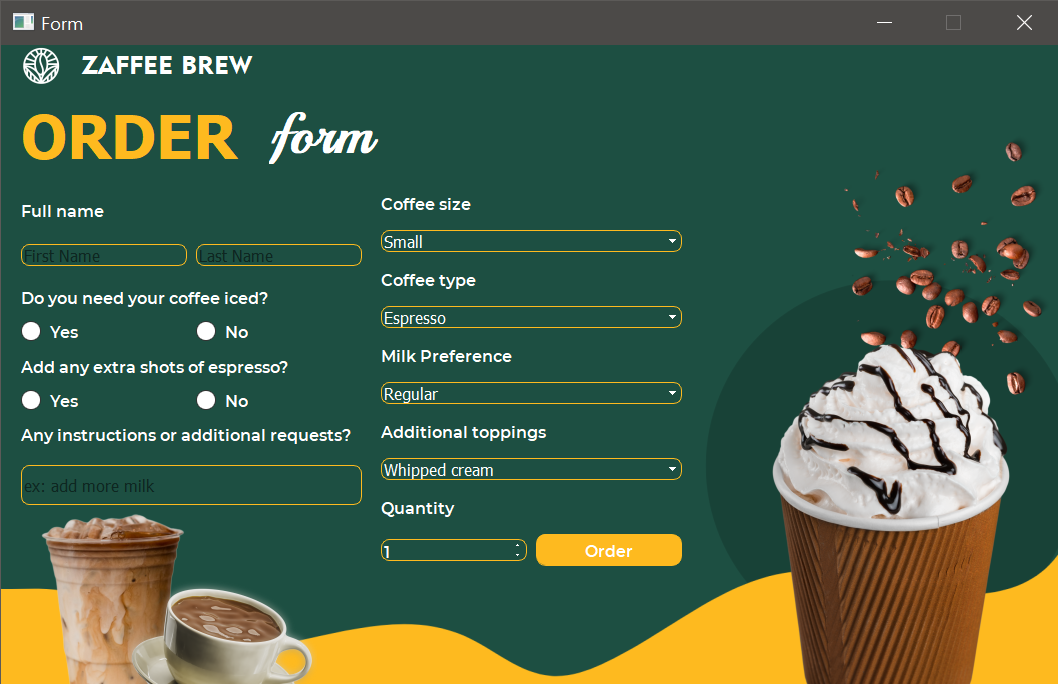 Form
ZAFFEE BREW
ORDER form
Full name
First Name Last Name
Do you need your coffee iced?
Yes No
Add any extra shots of espresso?
Yes No
Any instructions or additional requests?
ex: add more milk
Coffee size
Small
Coffee type
Espresso
Milk Preference
Regular
Additional toppings
Whipped cream
Quantity
1 Order